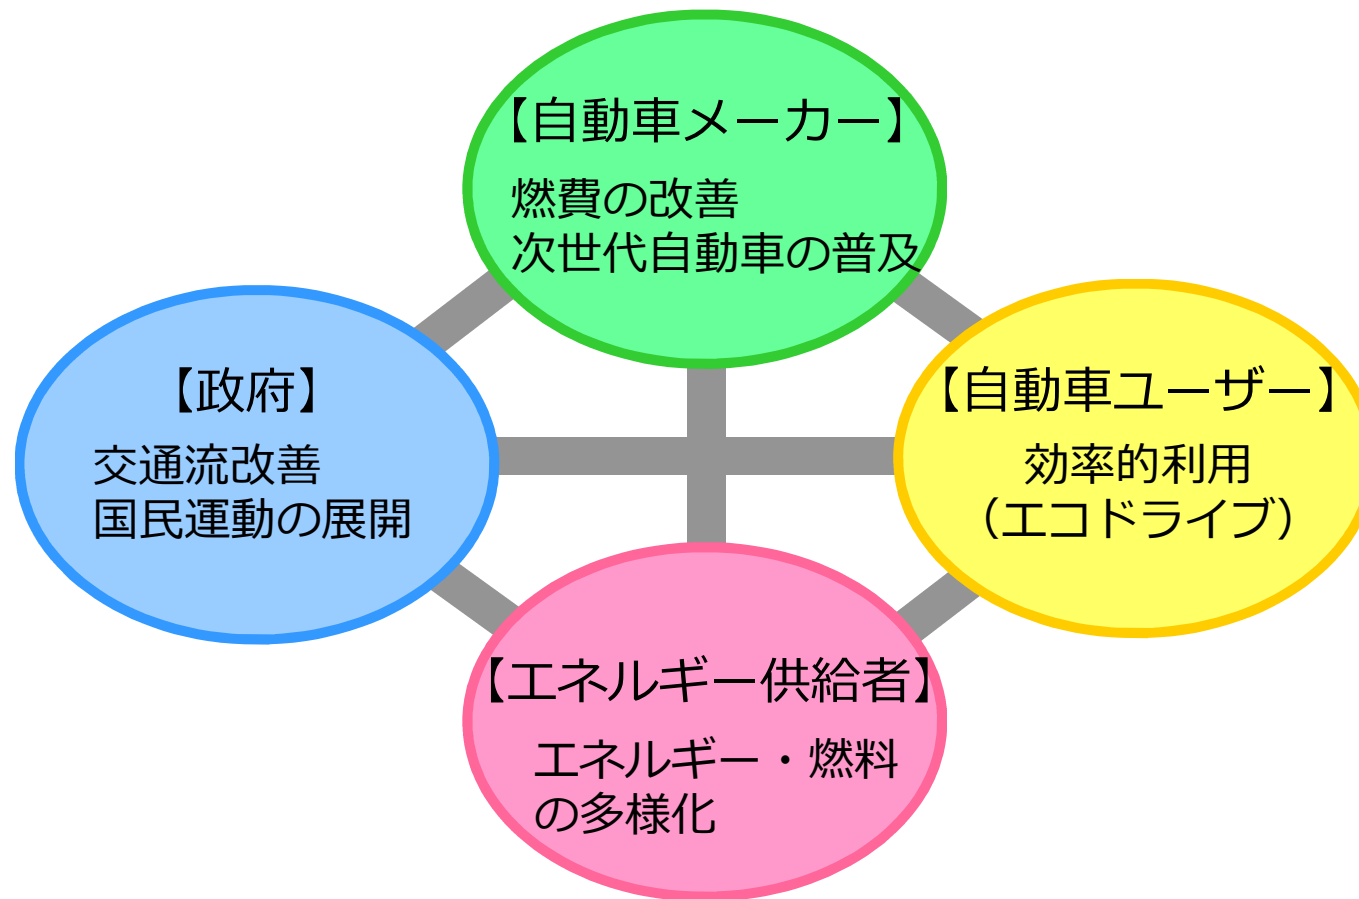 【自動車メーカー】
燃費の改善
次世代自動車の普及
【政府】
交通流改善
国民運動の展開
【自動車ユーザー】
効率的利用
（エコドライブ）
【エネルギー供給者】
エネルギー・燃料
の多様化